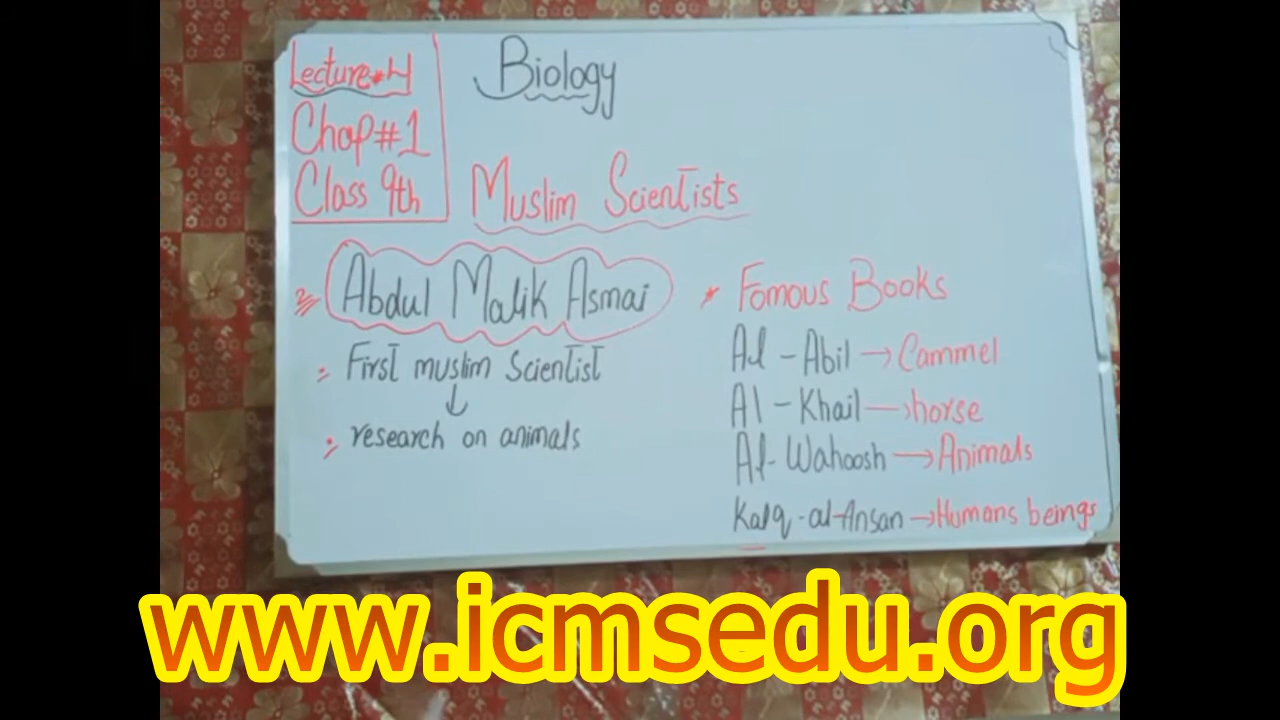 Lecture#4
Chap#1
Class 9th
Biology
Muslim Scientists
Abdul Malik Asmai
First muslim Scientist
research on animals
Famous Books
Al - Abil → Cammel
Al - Khail → horse
Al - Wahoosh → Animals
Kalq - al - Ansan → Humans beings
www.icmsedu.org